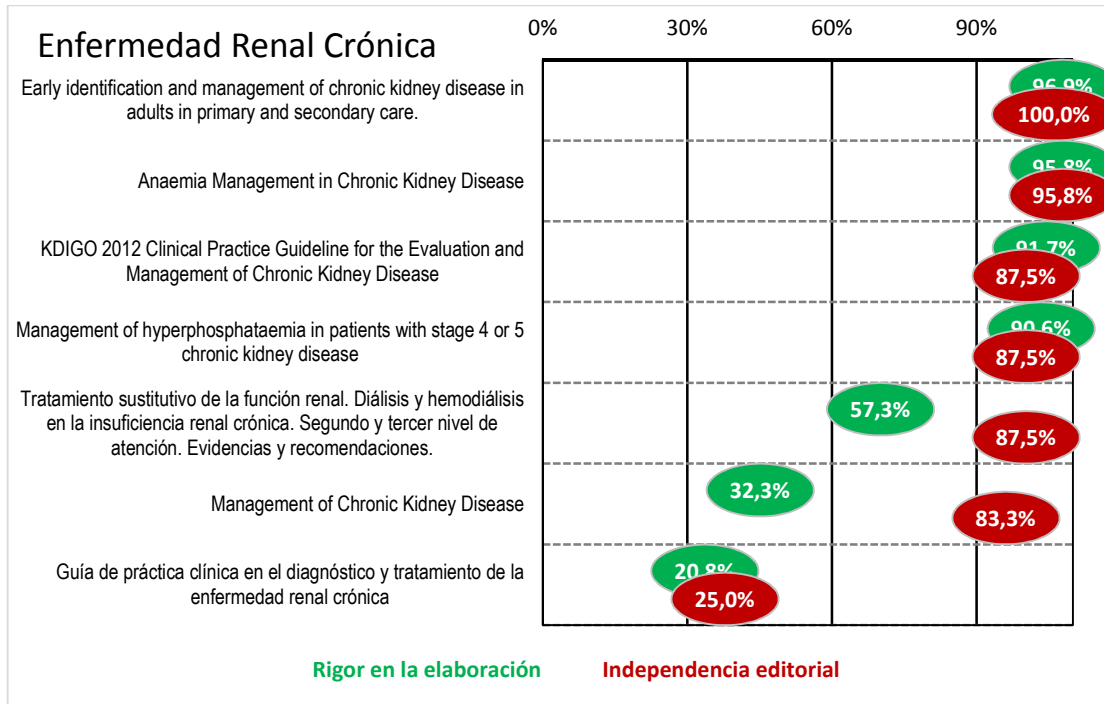 Enfermedad Renal Crónica
0% 30% 60% 90%
Early identification and management of chronic kidney disease in
adults in primary and secondary care.
96,9%
100,0%
Anaemia Management in Chronic Kidney Disease
95,8%
95,8%
KDIGO 2012 Clinical Practice Guideline for the Evaluation and
Management of Chronic Kidney Disease
91,7%
87,5%
Management of hyperphosphataemia in patients with stage 4 or 5
chronic kidney disease
90,6%
87,5%
Tratamiento sustitutivo de la función renal. Diálisis y hemodiálisis
en la insuficiencia renal crónica. Segundo y tercer nivel de
atención. Evidencias y recomendaciones.
57,3%
87,5%
Management of Chronic Kidney Disease
32,3%
83,3%
Guía de práctica clínica en el diagnóstico y tratamiento de la
enfermedad renal crónica
20,8%
25,0%
Rigor en la elaboración Independencia editorial